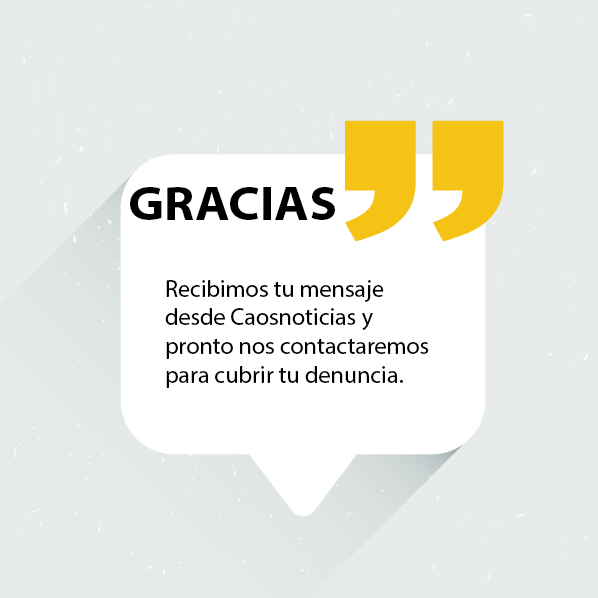 GRACIAS
Recibimos tu mensaje
desde Caosnoticias y
pronto nos contactaremos
para cubrir tu denuncia.